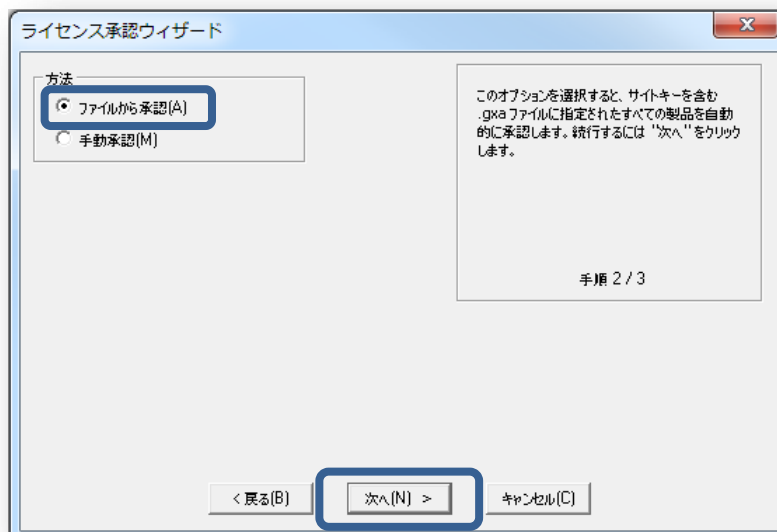 ライセンス承認ウィザード
方法
ファイルから承認(A)
手動承認(M)
このオプションを選択すると、サイトキーを含む
.gxa ファイルに指定されたすべての製品を自動
的に承認します。続行するには "次へ"をクリック
します。
手順 2 / 3
< 戻る(B)
次へ(N) >
キャンセル(C)